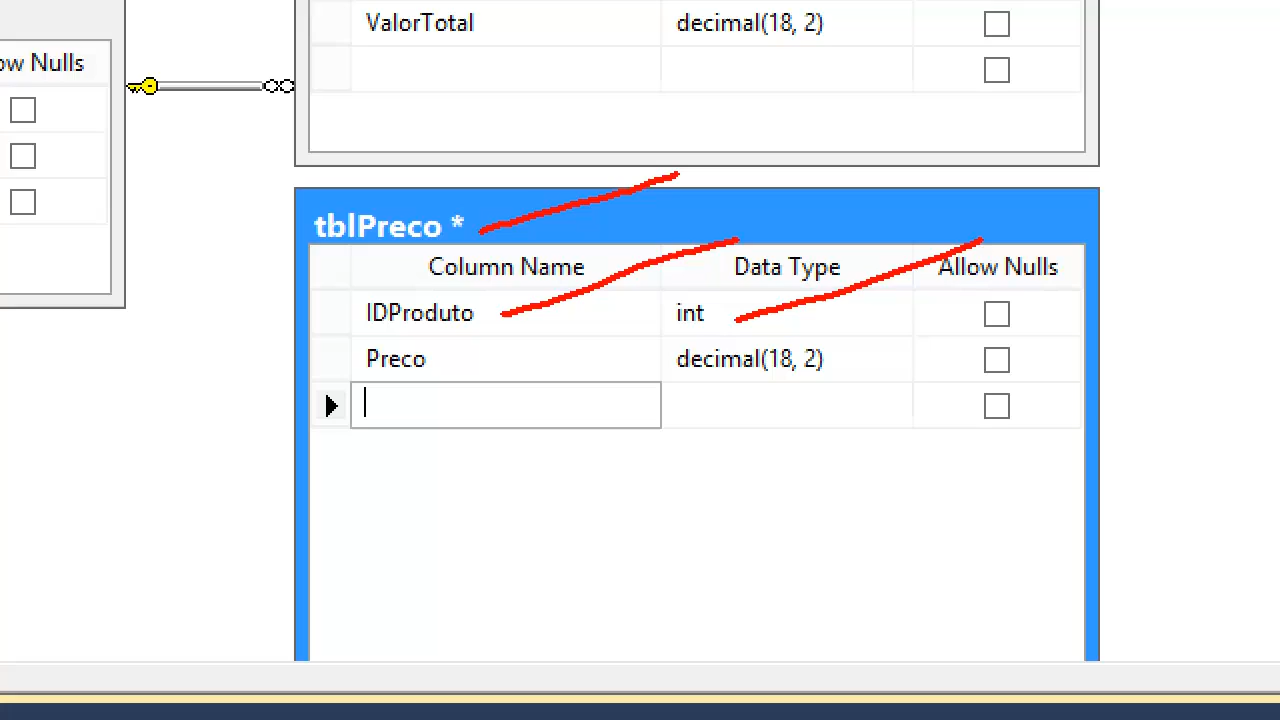 ValorTotal decimal(18, 2)
ow Nulls
tblPreco *
Column Name Data Type Allow Nulls
IDProduto int
Preco decimal(18, 2)